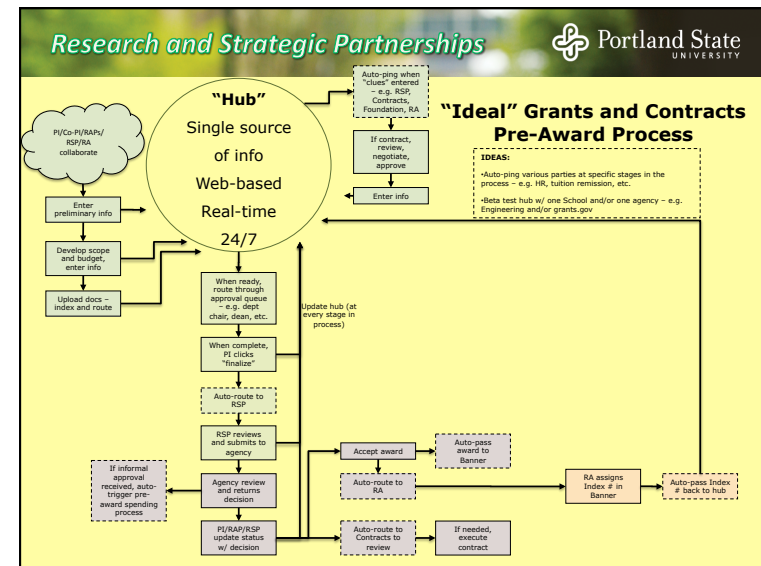 Research and Strategic Partnerships
Portland State
UNIVERSITY
“Hub”
Single source
of info
Web-based
Real-time
24/7
PI/Co-PI/RAPs/
RSP/RA
collaborate
Enter
preliminary info
Develop scope
and budget,
enter info
Upload docs –
index and route
Auto-ping when
“clues” entered
– e.g. RSP,
Contracts,
Foundation, RA
If contract,
review,
negotiate,
approve
Enter info
“Ideal” Grants and Contracts
Pre-Award Process
IDEAS:
•Auto-ping various parties at specific stages in the
process – e.g. HR, tuition remission, etc.
•Beta test hub w/ one School and/or one agency – e.g.
Engineering and/or grants.gov
When ready,
route through
approval queue
– e.g. dept
chair, dean, etc.
Update hub (at
every stage in
process)
When complete,
PI clicks
“finalize”
Auto-route to
RSP
RSP reviews
and submits to
agency
If informal
approval
received, auto-
trigger pre-
award spending
process
Agency review
and returns
decision
PI/RAP/RSP
update status
w/ decision
Accept award
Auto-pass
award to
Banner
Auto-route to
RA
RA assigns
Index # in
Banner
Auto-pass Index
# back to hub
Auto-route to
Contracts to
review
If needed,
execute
contract